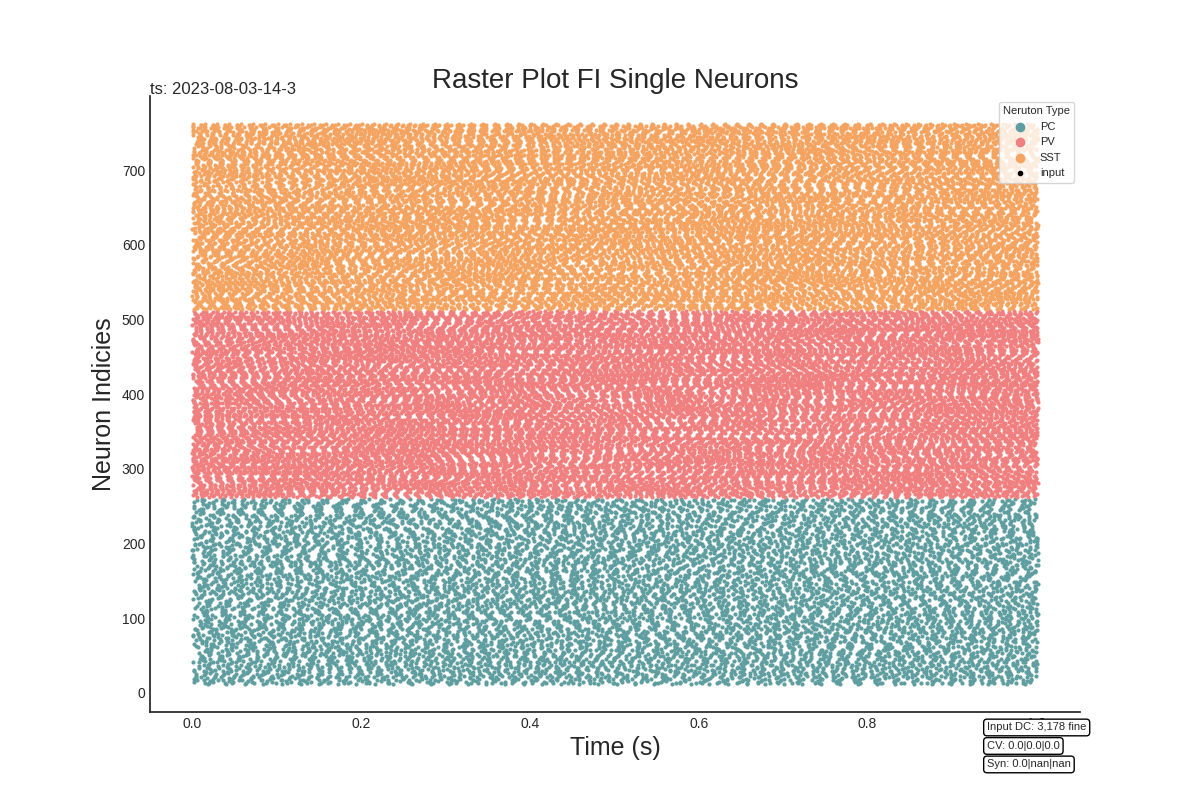 Raster Plot FI Single Neurons
ts: 2023-08-03-14-3
Neruton Type
PC
PV
SST
input
Neuron Indicies
700
600
500
400
300
200
100
0
0.0
0.2
0.4
0.6
0.8
Time (s)
Input DC: 3,178 fine
CV: 0.0|0.0|0.0
Syn: 0.0|nan|nan